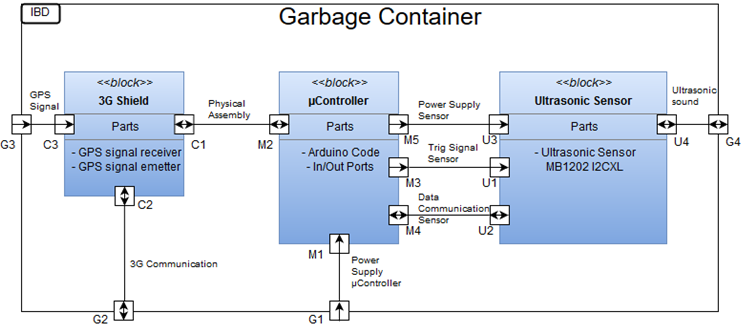 IBD
Garbage Container
<<block>>
3G Shield
Parts
- GPS signal receiver
- GPS signal emetter
<<block>>
µController
Parts
- Arduino Code
- In/Out Ports
<<block>>
Ultrasonic Sensor
Parts
- Ultrasonic Sensor
MB1202 I2CXL
GPS
Signal
G3
C3
Physical
Assembly
C1
M2
Power Supply
Sensor
M5
U3
Trig Signal
Sensor
M3
U1
Data
Communication
Sensor
M4
U2
Ultrasonic
sound
U4
G4
C2
3G Communication
G2
M1
Power
Supply
µController
G1